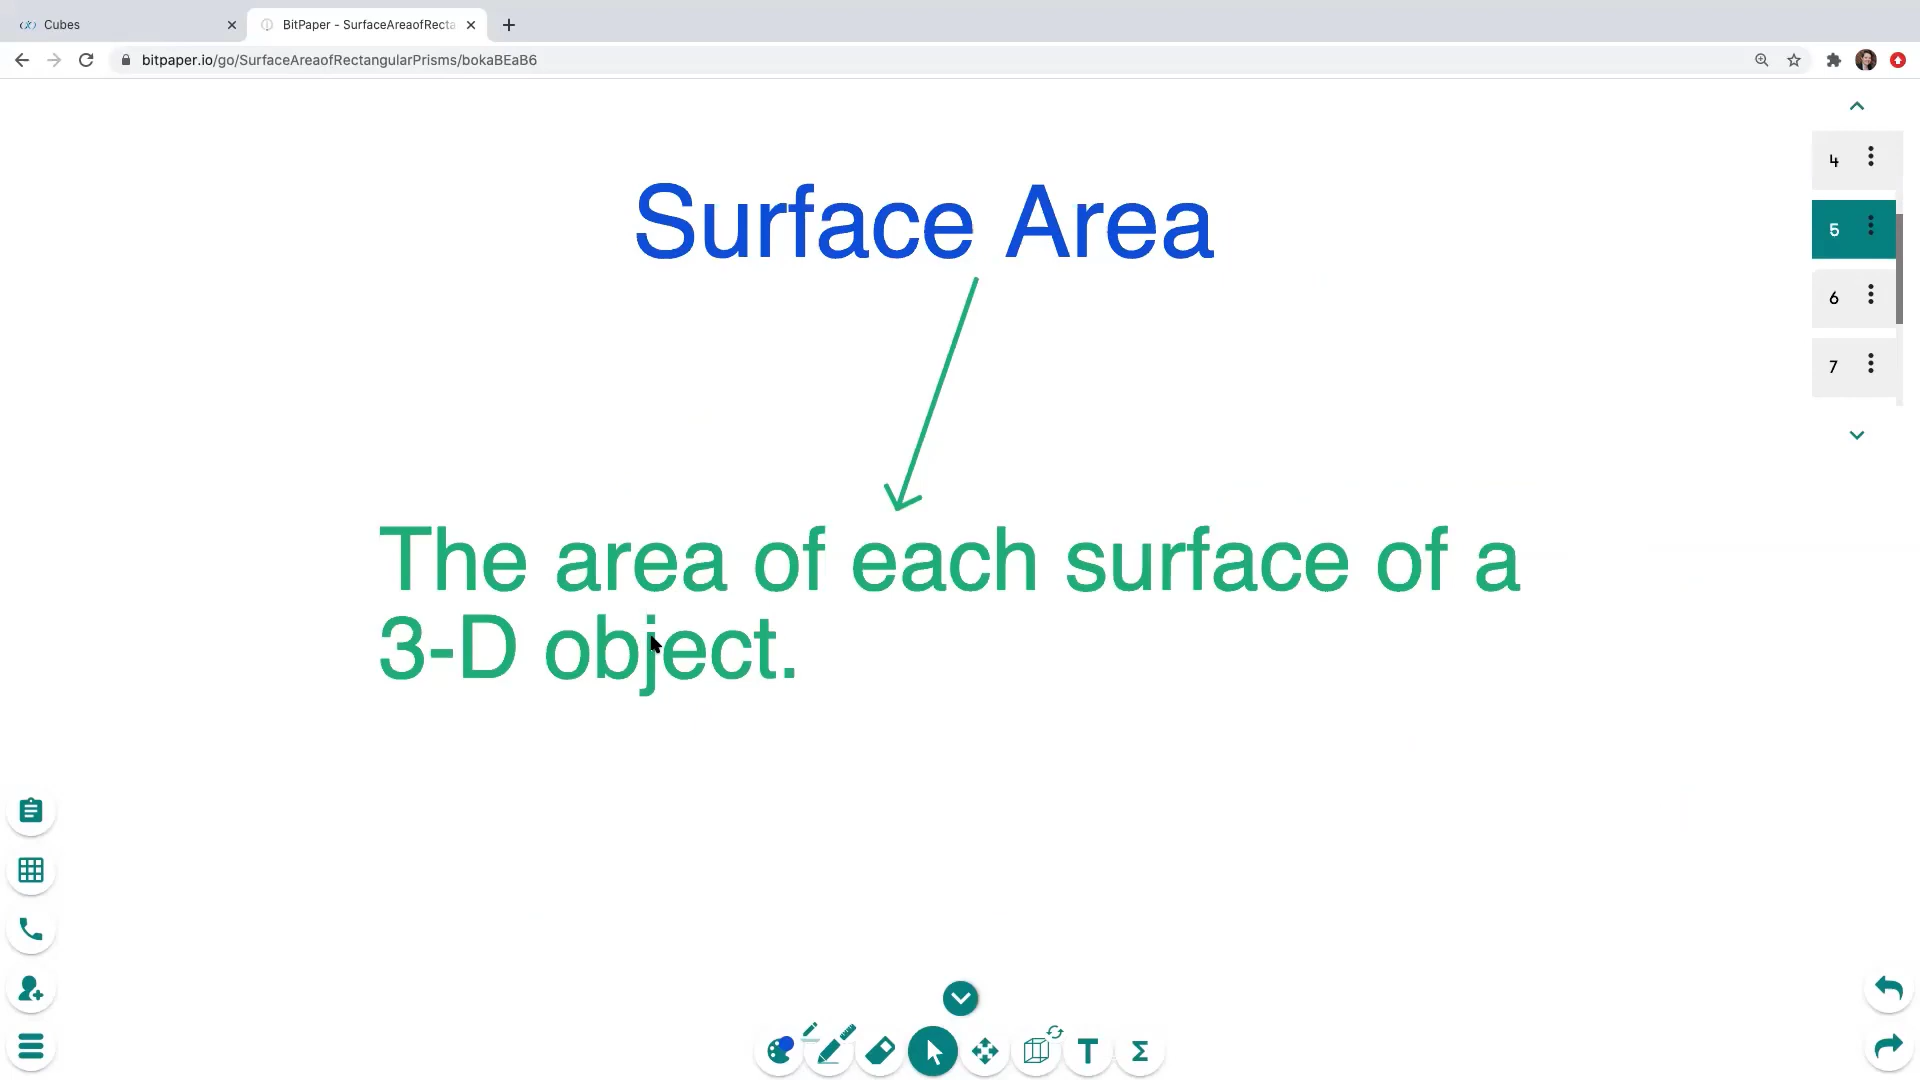 Cubes
BitPaper - SurfaceAreaofRecta
bitpaper.io/go/SurfaceAreaofRectangularPrisms/bokaBEaB6
4
5
6
7
Surface Area
The area of each surface of a
3-D object.
T
Σ